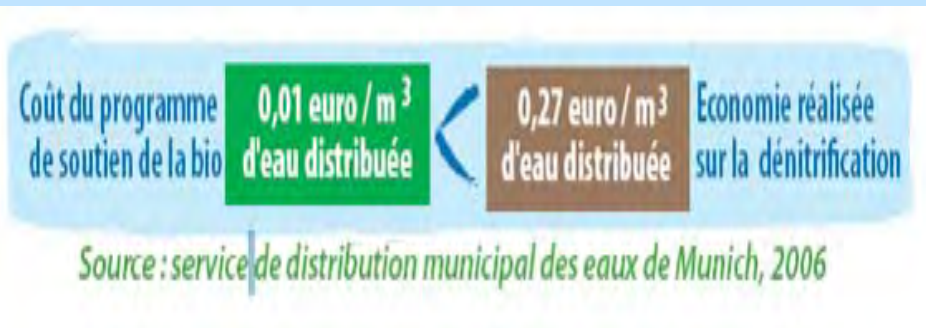 Coût du programme
de soutien de la bio
0,01 euro / m³
d'eau distribuée
<
0,27 euro / m³
d'eau distribuée
Economie réalisée
sur la dénitrification
Source : service de distribution municipal des eaux de Munich, 2006